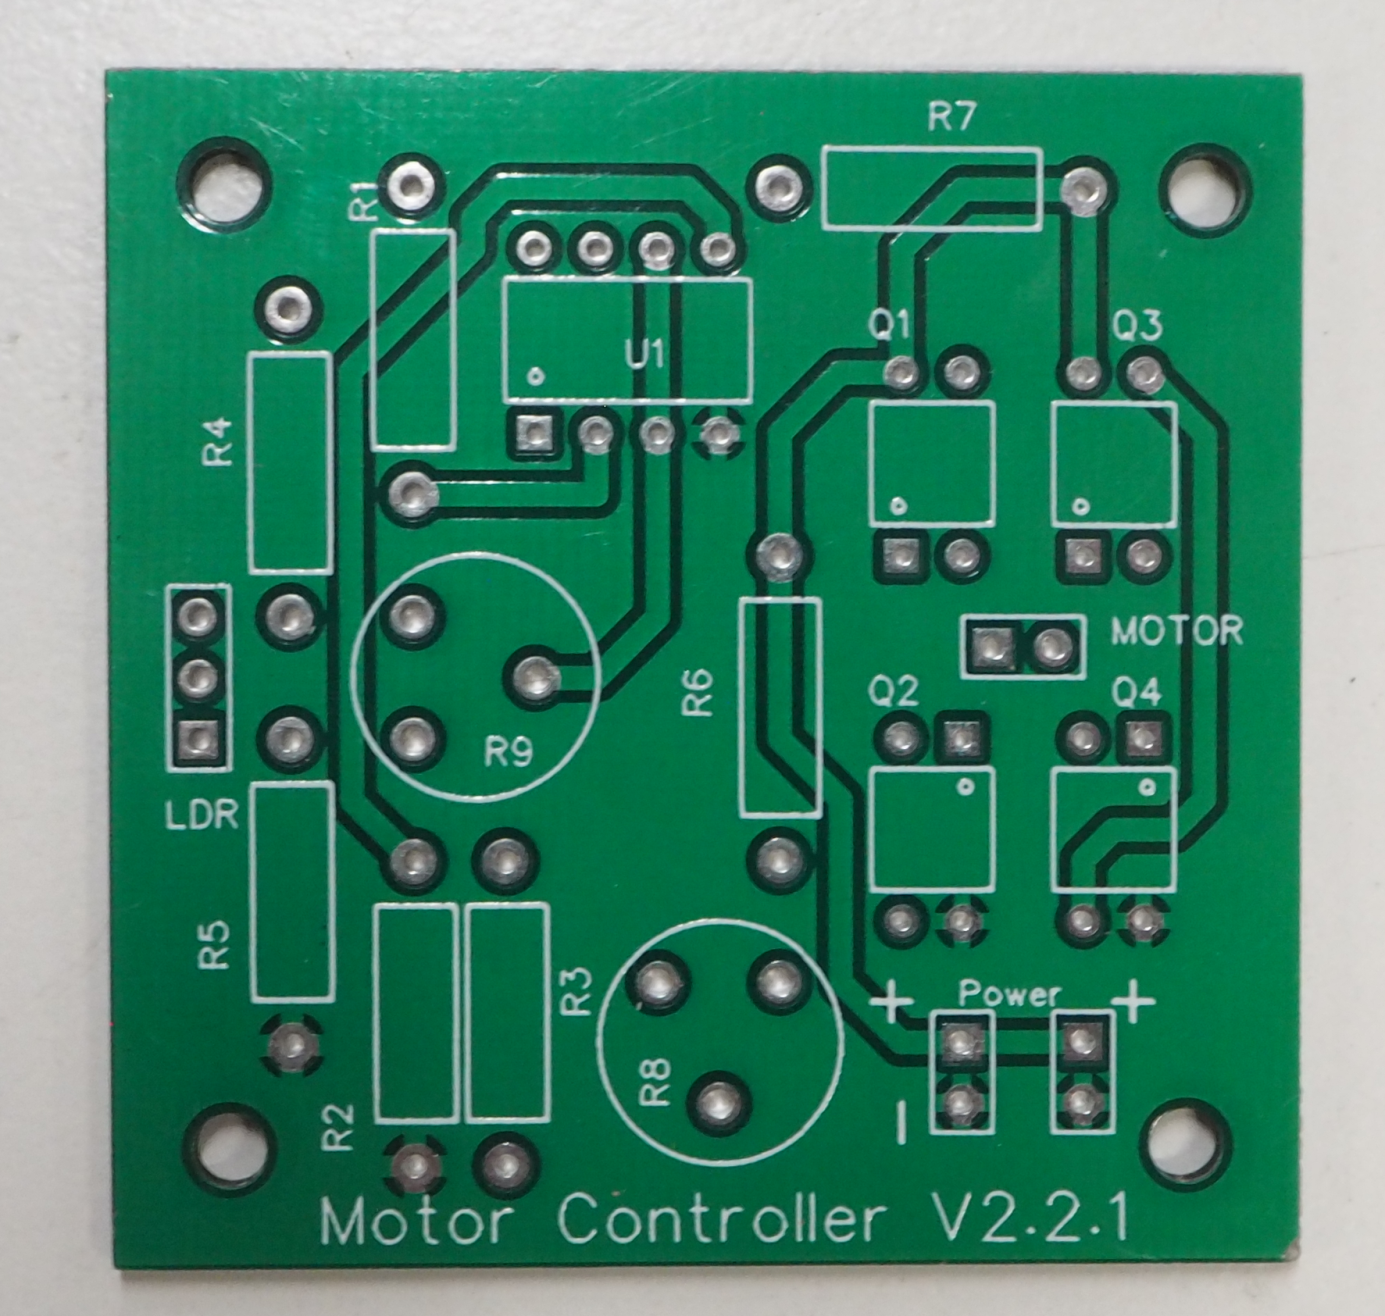 R7
R1
Q1
Q3
U1
R4
MOTOR
R6
Q2
Q4
R9
LDR
R5
R3
+ Power +
R8
-
R2
Motor Controller V2.2.1